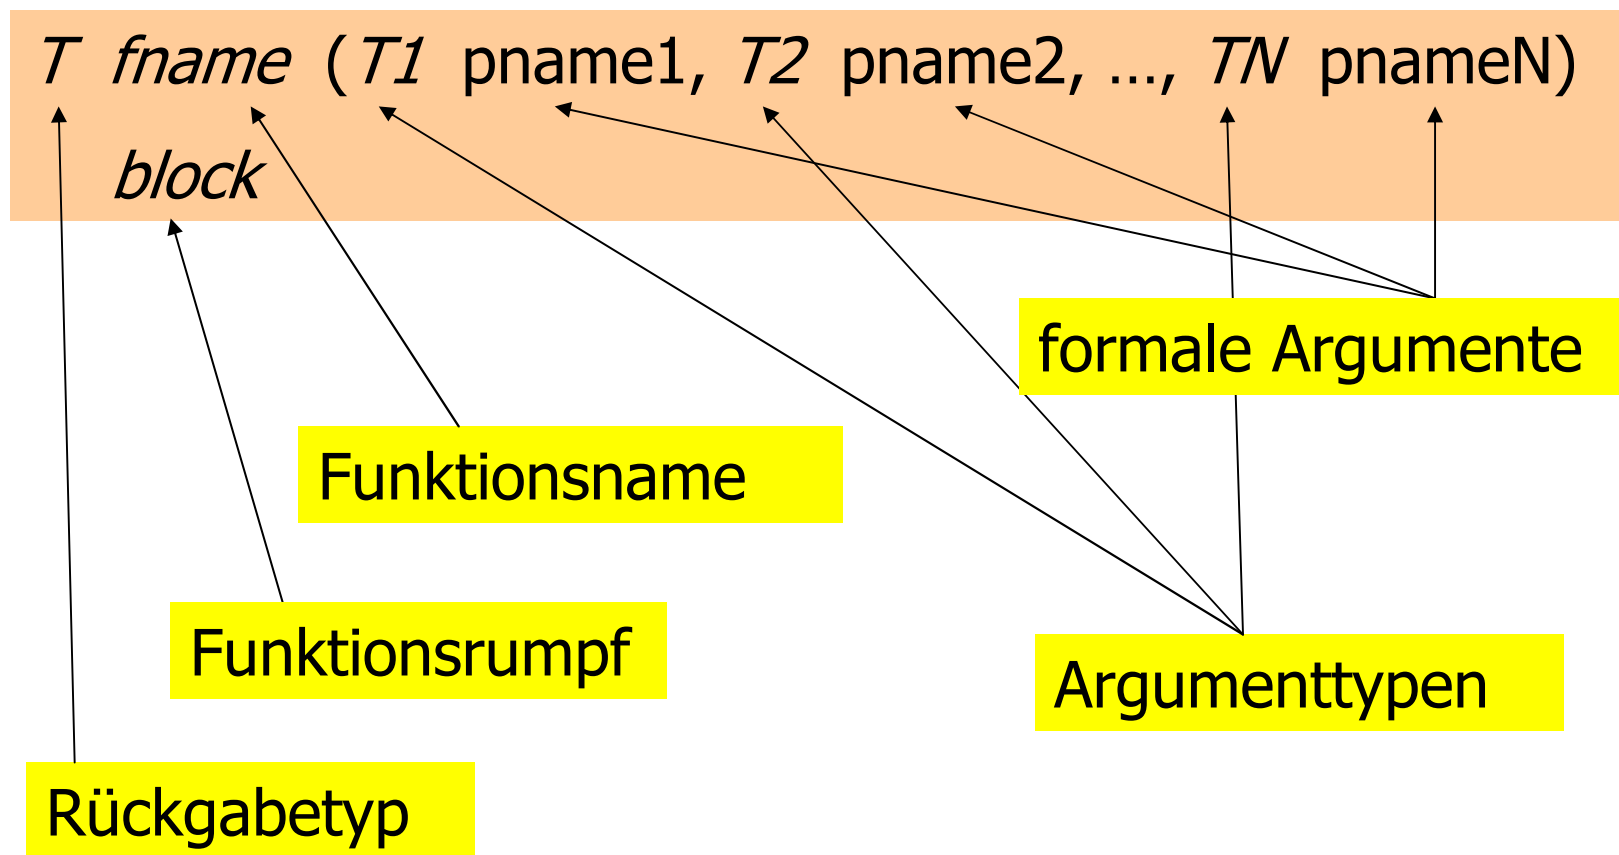 T fname (T1 pname1, T2 pname2, …, TN pnameN)
block
formale Argumente
Funktionsname
Funktionsrumpf
Argumenttypen
Rückgabetyp